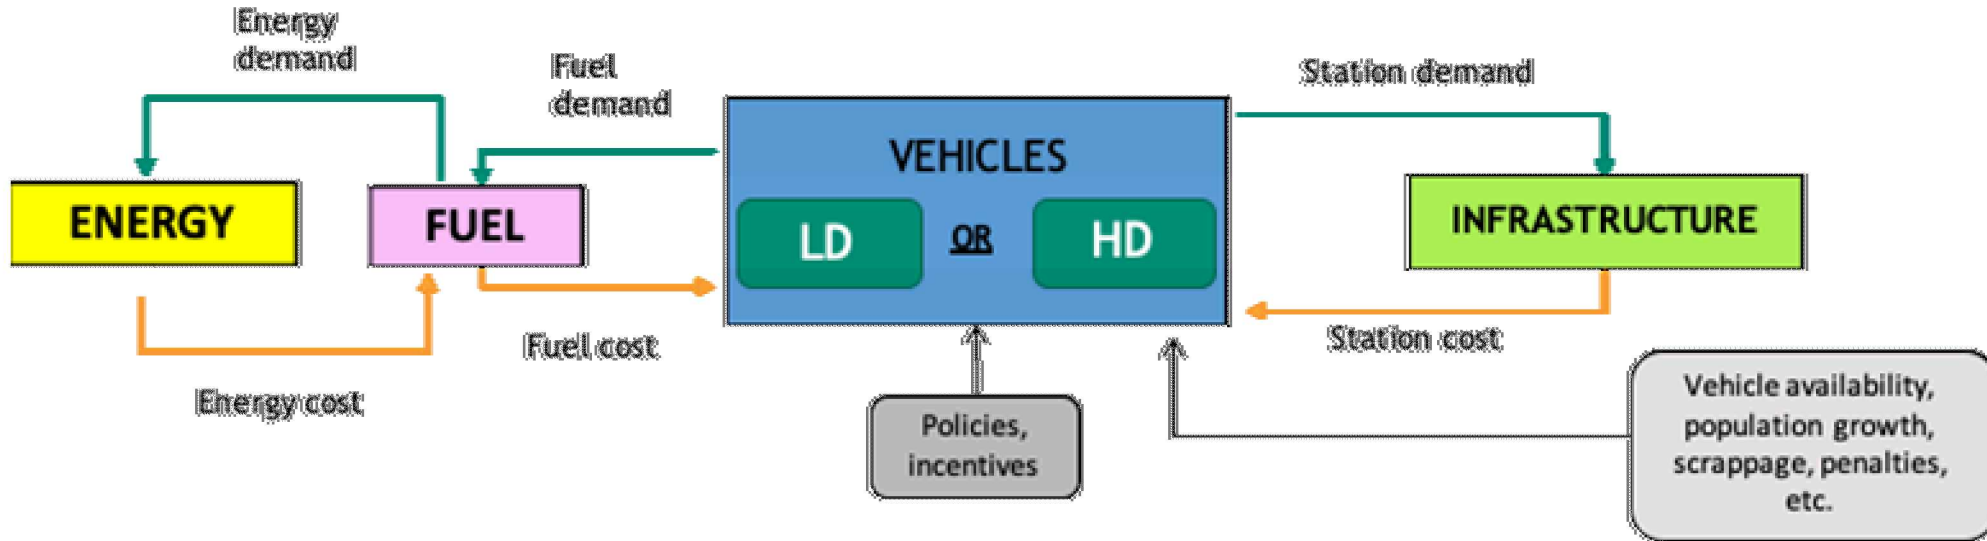 Energy
demand
Fuel
demand
Station demand
VEHICLES
ENERGY
FUEL
LD
OR
HD
INFRASTRUCTURE
Fuel cost
Station cost
Energy cost
Policies,
incentives
Vehicle availability,
population growth,
scrappage, penalties,
etc.